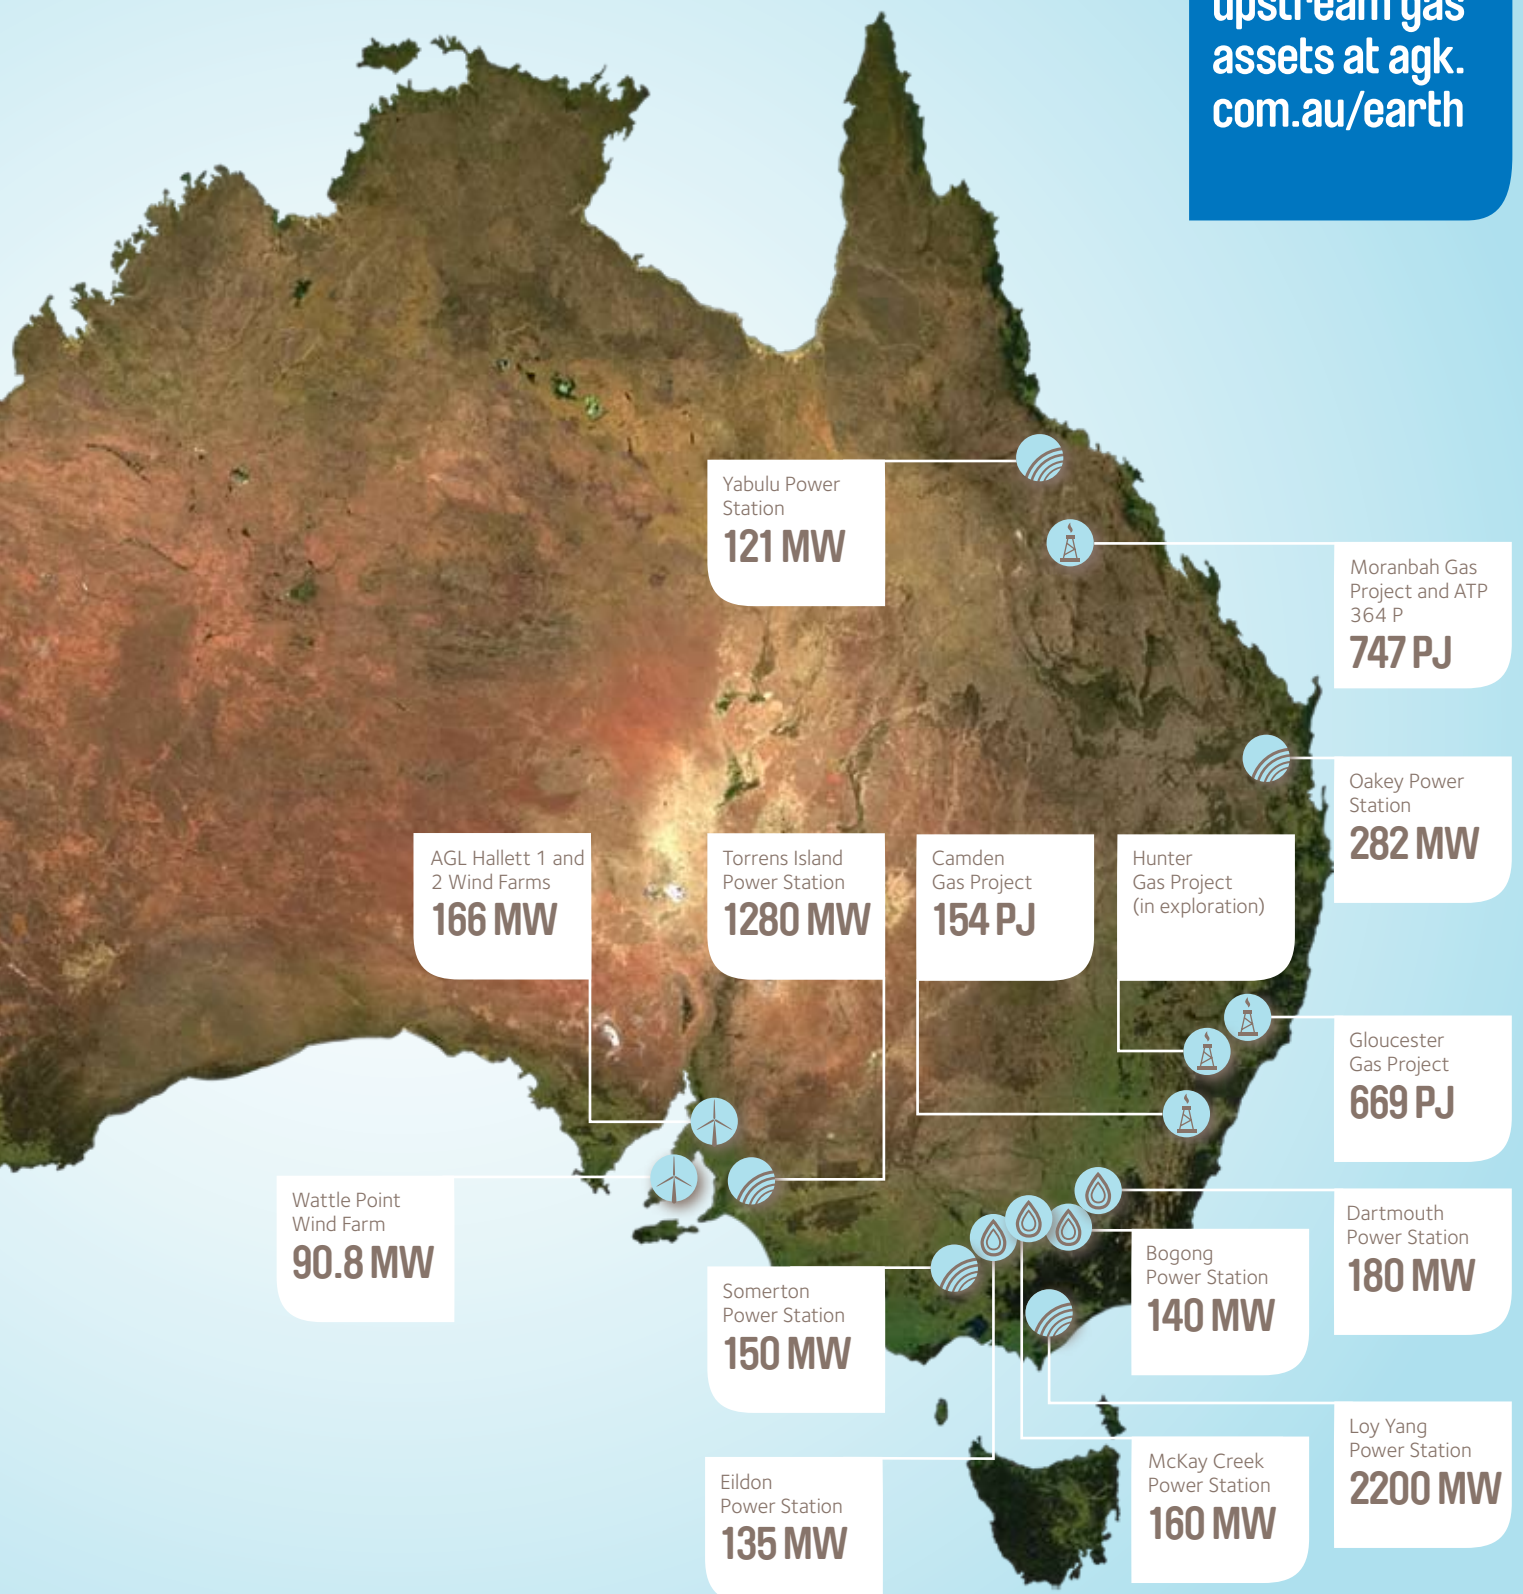 upstream gas
assets at agk.
com.au/earth
Yabulu Power
Station
121 MW
Moranbah Gas
Project and ATP
364 P
747 PJ
Oakey Power
Station
282 MW
AGL Hallett 1 and
2 Wind Farms
166 MW
Torrens Island
Power Station
1280 MW
Camden
Gas Project
154 PJ
Hunter
Gas Project
(in exploration)
Gloucester
Gas Project
669 PJ
Wattle Point
Wind Farm
90.8 MW
Dartmouth
Power Station
180 MW
Bogong
Power Station
140 MW
Somerton
Power Station
150 MW
Loy Yang
Power Station
2200 MW
McKay Creek
Power Station
160 MW
Eildon
Power Station
135 MW